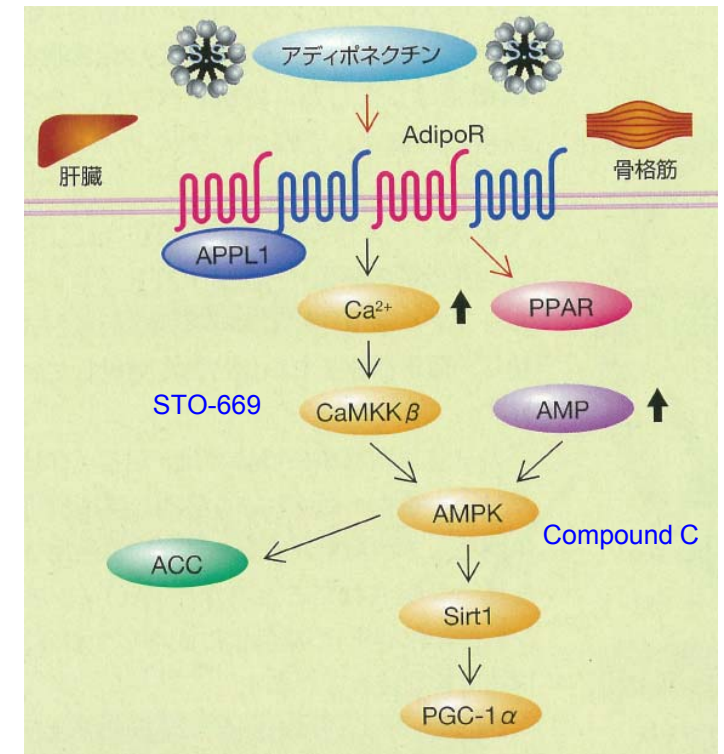 S.S
アディポネクチン
S.S
AdipoR
肝臓
骨格筋
APPL1
Ca²⁺
PPAR
STO-669
CaMKKβ
AMP
AMPK
Compound C
ACC
Sirt1
PGC-1α